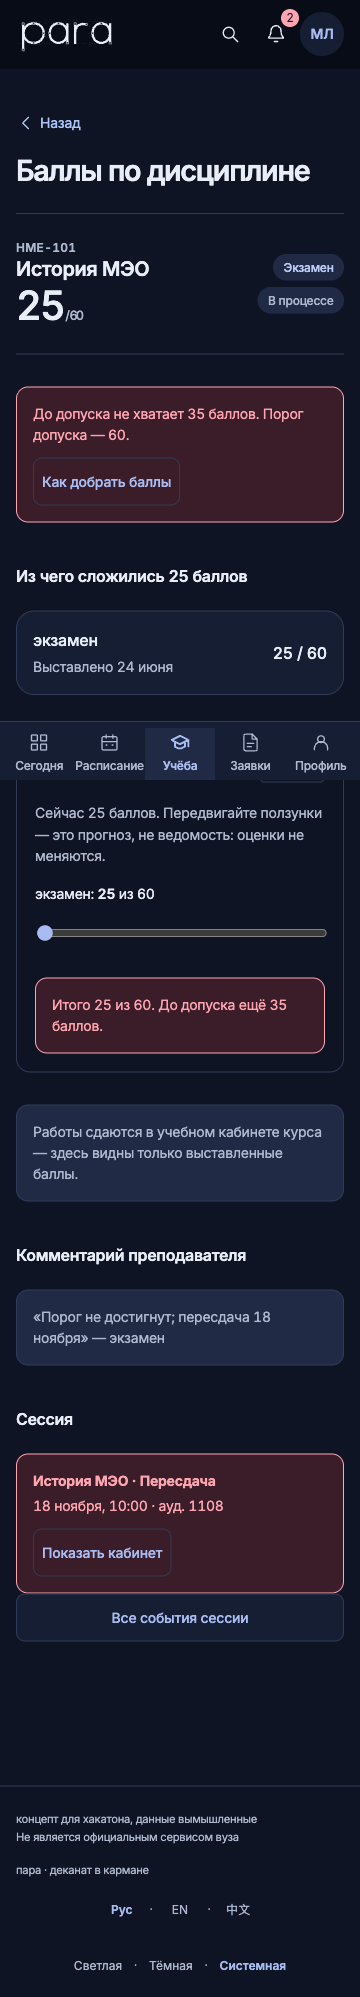 para
2
МЛ
Назад
Баллы по дисциплине
HME-101
История МЭО
25/60
Экзамен
В процессе
До допуска не хватает 35 баллов. Порог
допуска — 60.
Как добрать баллы
Из чего сложились 25 баллов
экзамен
Выставлено 24 июня
25 / 60
Сегодня
Расписание
Учёба
Заявки
Профиль
Сейчас 25 баллов. Передвигайте ползунки
— это прогноз, не ведомость: оценки не
меняются.
экзамен: 25 из 60
Итого 25 из 60. До допуска ещё 35
баллов.
Работы сдаются в учебном кабинете курса
— здесь видны только выставленные
баллы.
Комментарий преподавателя
«Порог не достигнут; пересдача 18
ноября» — экзамен
Сессия
История МЭО · Пересдача
18 ноября, 10:00 · ауд. 1108
Показать кабинет
Все события сессии
концепт для хакатона, данные вымышленные
Не является официальным сервисом вуза
пара · деканат в кармане
Рус · EN · 中文
Светлая · Тёмная · Системная